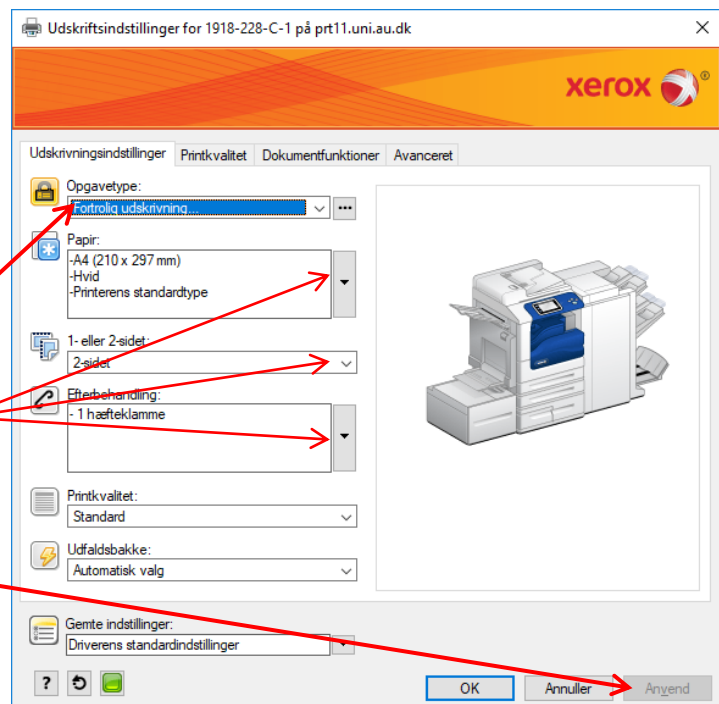 Udskriftsindstillinger for 1918-228-C-1 på prt11.uni.au.dk
xerox
Udskrivningsindstillinger Printkvalitet Dokumentfunktioner Avanceret
Opgavetype:
Fortrolig udskrivning...
Papir:
-A4 (210 x 297 mm)
-Hvid
-Printerens standardtype
1- eller 2-sidet:
2-sidet
Efterbehandling:
- 1 hæfteklamme
Printkvalitet:
Standard
Udfaldsbakke:
Automatisk valg
Gemte indstillinger:
Driverens standardindstillinger
?
OK Annuller Anvend